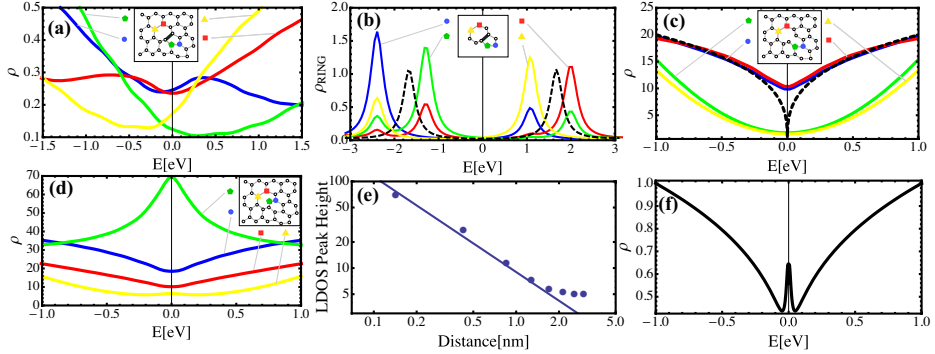 (a)
ρ
0.5
0.4
0.3
0.2
0.1
−1.5 −1.0 −0.5 0.0 0.5 1.0 1.5
E[eV]
(b)
ρRING
2.0
1.5
1.0
0.5
0.0
−3 −2 −1 0 1 2 3
E[eV]
(c)
ρ
25
20
15
10
5
−1.0 −0.5 0.0 0.5 1.0
E[eV]
(d)
ρ
70
60
50
40
30
20
10
0
−1.0 −0.5 0.0 0.5 1.0
E[eV]
(e)
LDOS Peak Height
100
50
20
10
5
0.1 0.2 0.5 1.0 2.0 5.0
Distance[nm]
(f)
ρ
1.0
0.9
0.8
0.7
0.6
0.5
−1.0 −0.5 0.0 0.5 1.0
E[eV]